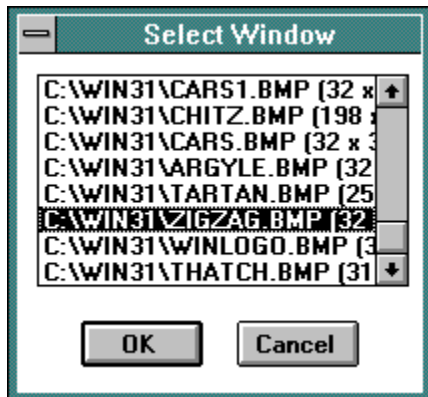 Select Window
C:\WIN31\CARS1.BMP (32 x
C:\WIN31\CHITZ.BMP (198
C:\WIN31\CARS.BMP (32 x
C:\WIN31\ARGYLE.BMP (32
C:\WIN31\TARTAN.BMP (25
C:\WIN31\ZIGZAG.BMP (32
C:\WIN31\WINLOGO.BMP (3
C:\WIN31\THATCH.BMP (31
OK
Cancel